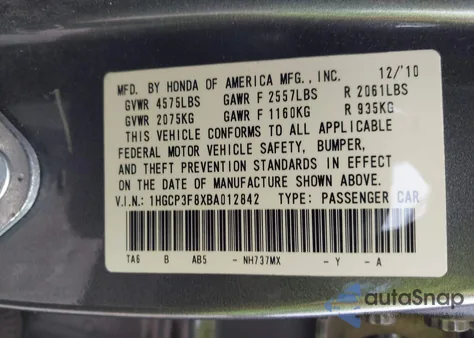 MFD. BY HONDA OF AMERICA MFG., INC. 12/'10
GVWR 4575LBS GAWR F 2557LBS R 2061LBS
GVWR 2075KG GAWR F 1160KG R 935KG
THIS VEHICLE CONFORMS TO ALL APPLICABLE
FEDERAL MOTOR VEHICLE SAFETY, BUMPER,
AND THEFT PREVENTION STANDARDS IN EFFECT
ON THE DATE OF MANUFACTURE SHOWN ABOVE.
V.I.N.: 1HGCP3F8XBA012842 TYPE: PASSENGER CAR
TA6 B AB5 - NH737MX - Y - A
autoSnap